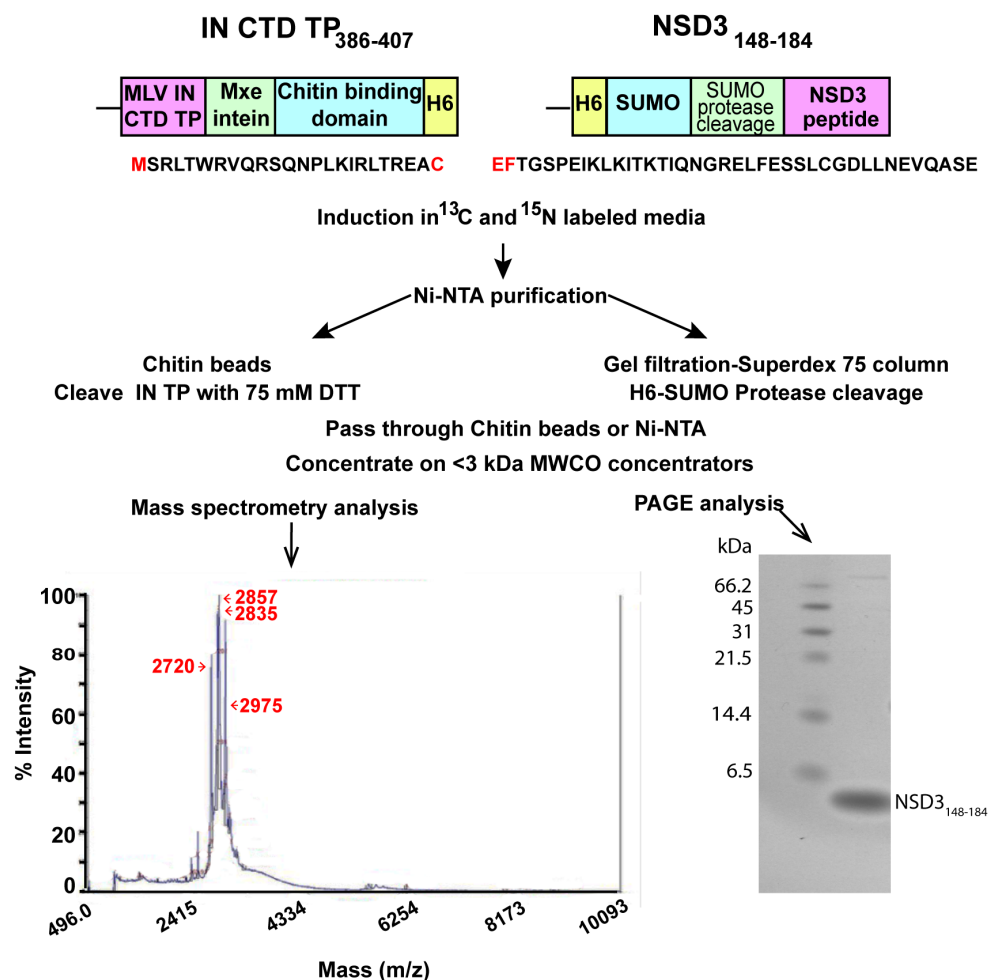 IN CTD TP386-407
NSD3 148-184
MLV IN
CTD TP
Mxe
intein
Chitin binding
domain
H6
H6
SUMO
SUMO
protease
cleavage
NSD3
peptide
MSRLTWRVQRSQNPLKIRLTREAC
EFTGSPEIKLKITKTIQNGRELFESSLCGDLLNEVQASE
Induction in13C and 15N labeled media
Ni-NTA purification
Chitin beads
Cleave IN TP with 75 mM DTT
Gel filtration-Superdex 75 column
H6-SUMO Protease cleavage
Pass through Chitin beads or Ni-NTA
Concentrate on <3 kDa MWCO concentrators
Mass spectrometry analysis
PAGE analysis
% Intensity
100
80
60
40
20
0
2857
2835
2720
2975
496.0
2415
4334
6254
8173
10093
Mass (m/z)
kDa
66.2
45
31
21.5
14.4
6.5
NSD3148-184